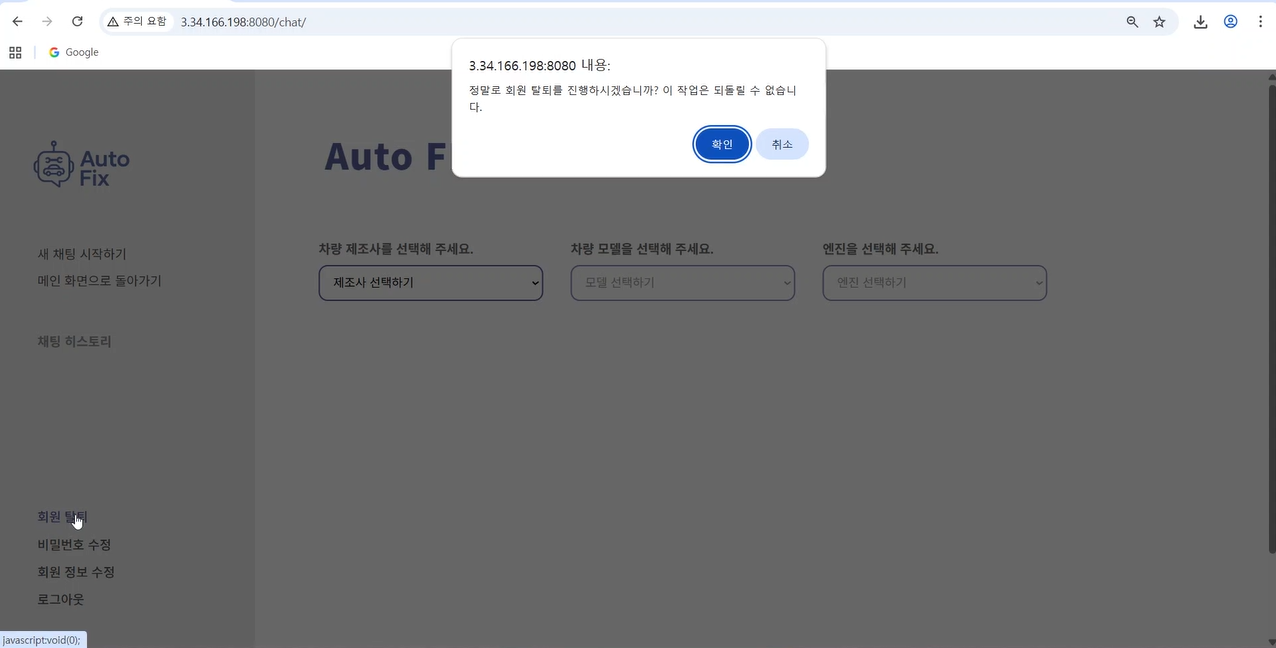 주의 요함 3.34.166.198:8080/chat/
Google
3.34.166.198:8080 내용:
정말로 회원 탈퇴를 진행하시겠습니까? 이 작업은 되돌릴 수 없습니
다.
확인 취소
Auto
Fix
Auto F
새 채팅 시작하기
메인 화면으로 돌아가기
채팅 히스토리
회원 탈퇴
비밀번호 수정
회원 정보 수정
로그아웃
차량 제조사를 선택해 주세요. 차량 모델을 선택해 주세요. 엔진을 선택해 주세요.
제조사 선택하기 모델 선택하기 엔진 선택하기
javascript:void(0);